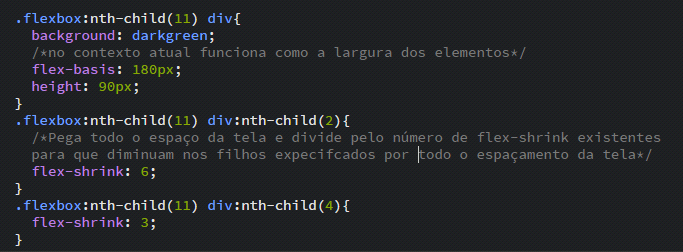 .flexbox:nth-child(11) div{
background: darkgreen;
/*no contexto atual funciona como a largura dos elementos*/
flex-basis: 180px;
height: 90px;
}
.flexbox:nth-child(11) div:nth-child(2){
/*Pega todo o espaço da tela e divide pelo número de flex-shrink existentes
para que diminuam nos filhos expecifcados por todo o espaçamento da tela*/
flex-shrink: 6;
}
.flexbox:nth-child(11) div:nth-child(4){
flex-shrink: 3;
}